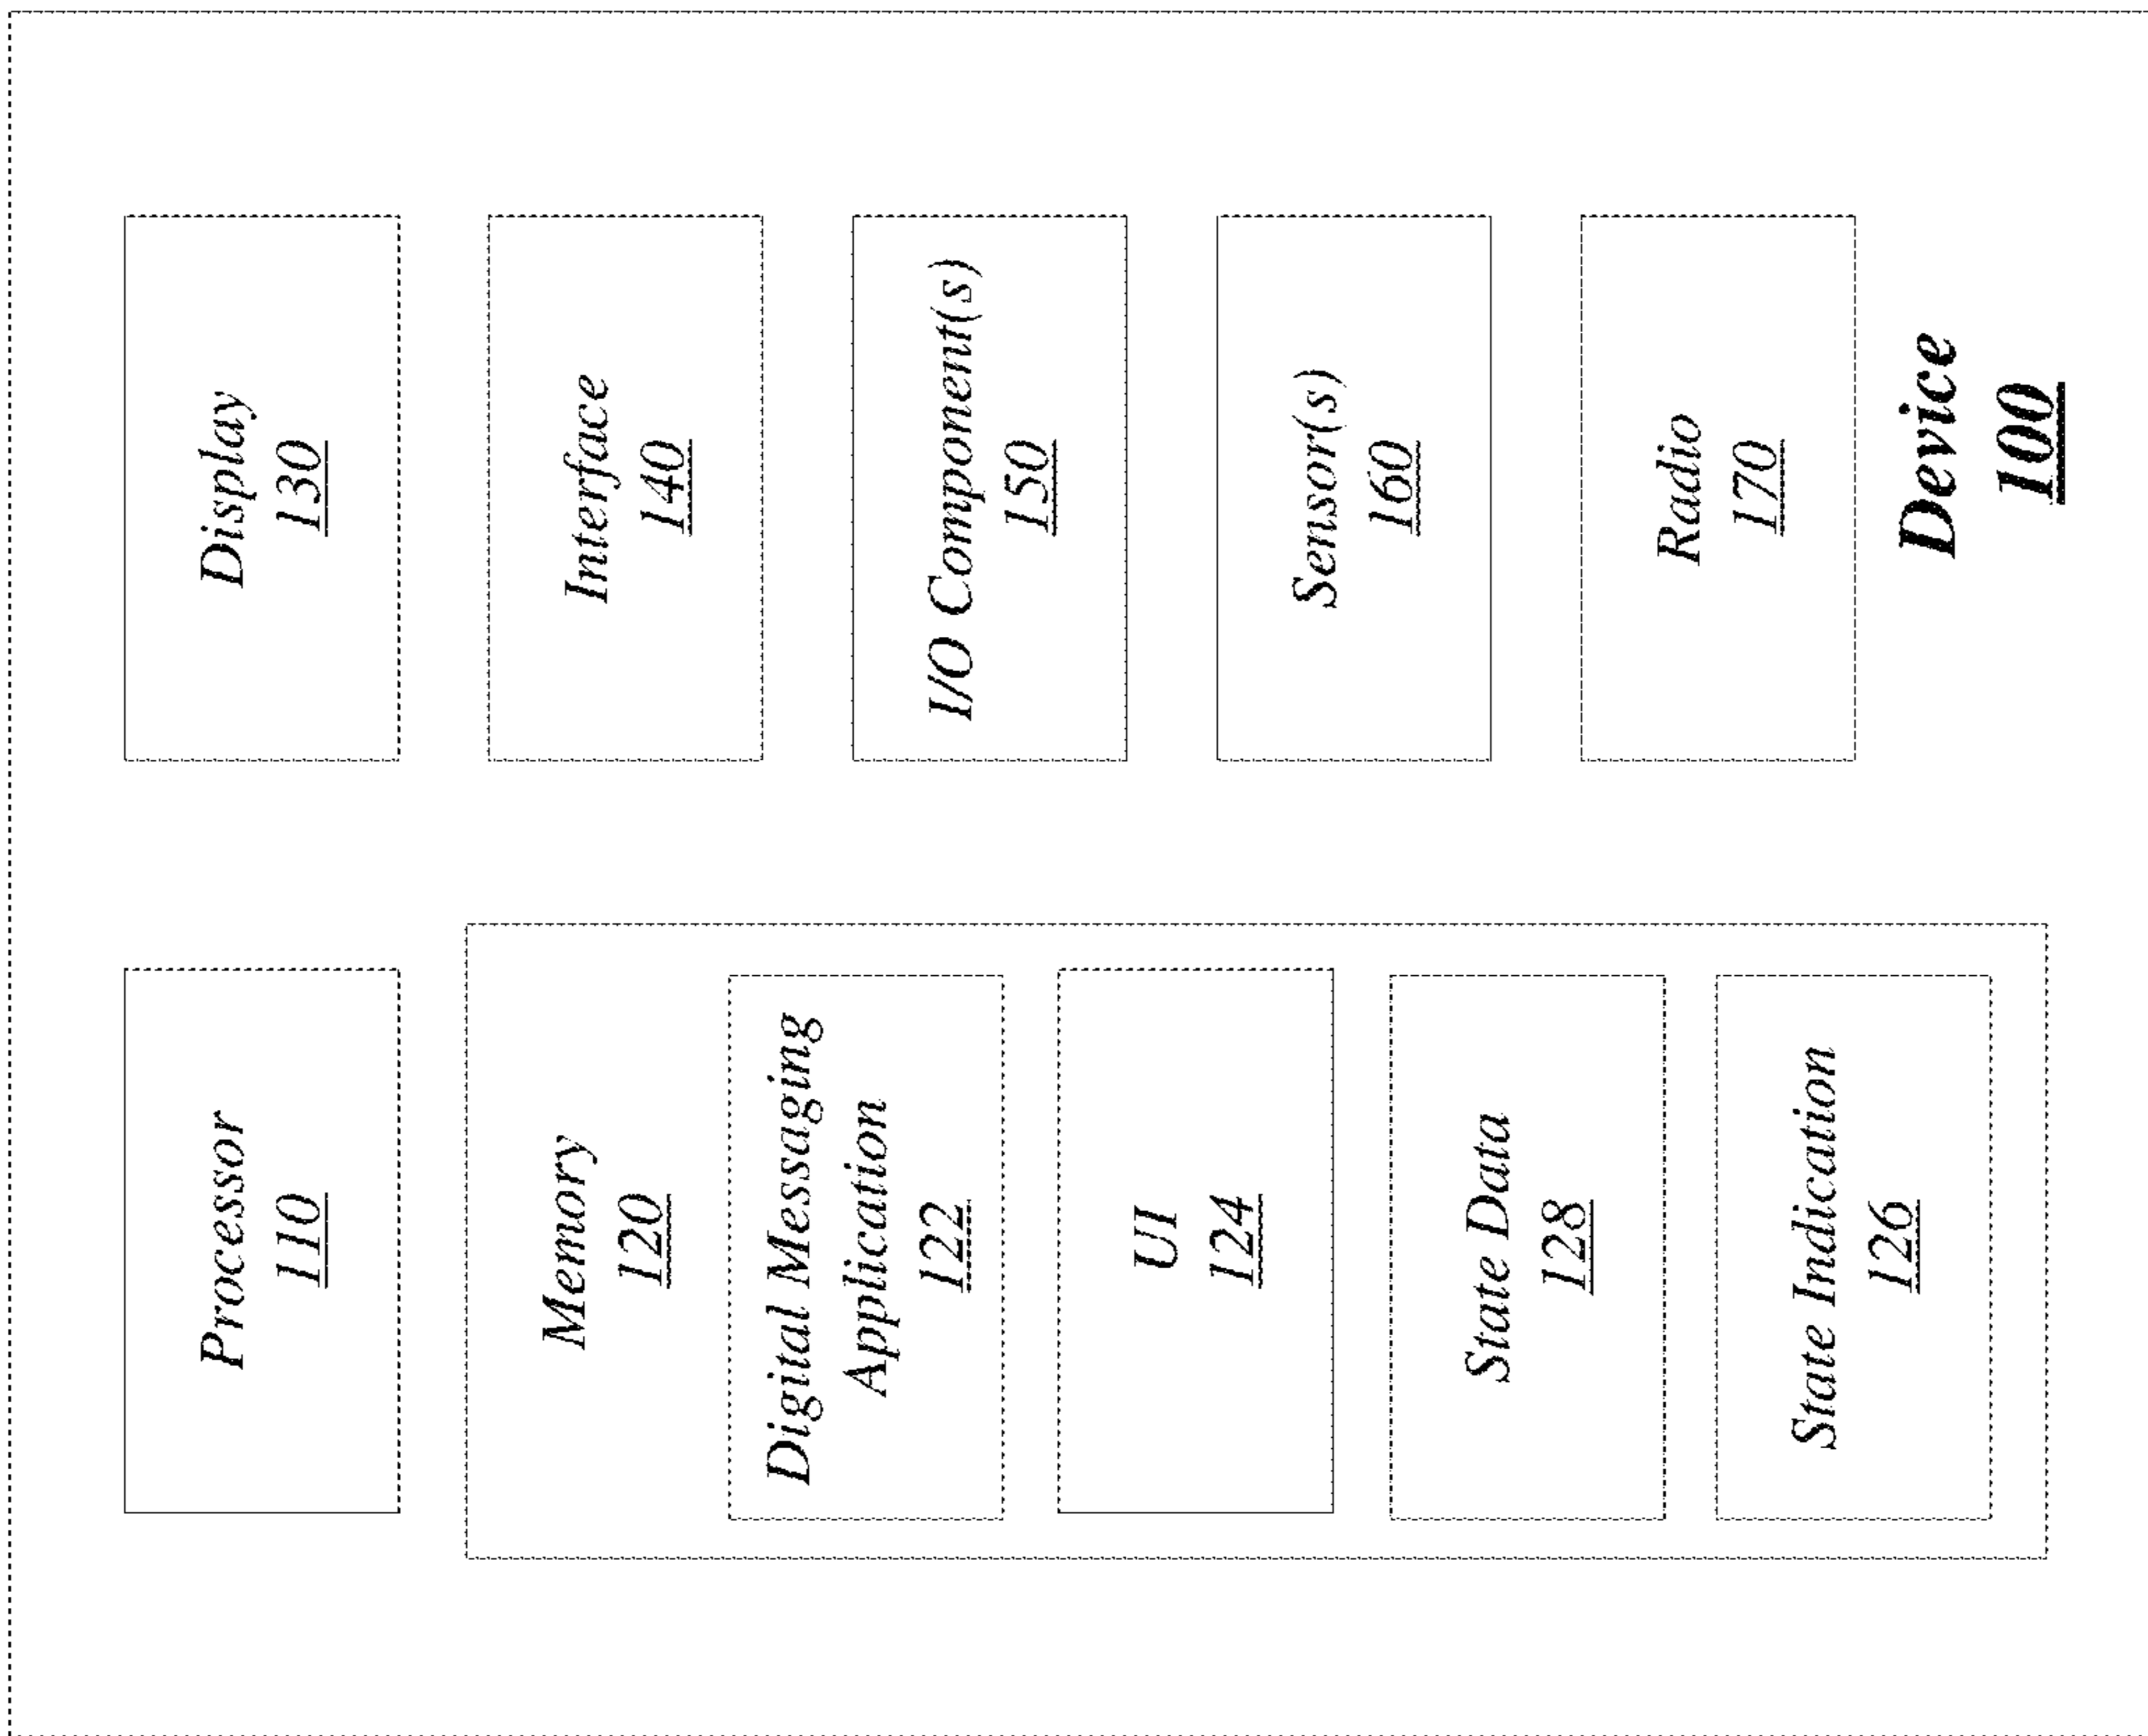 Processor
110
Memory
120
Digital Messaging
Application
122
UI
124
State Data
128
State Indication
126
Display
130
Interface
140
I/O Component(s)
150
Sensor(s)
160
Radio
170
Device
100